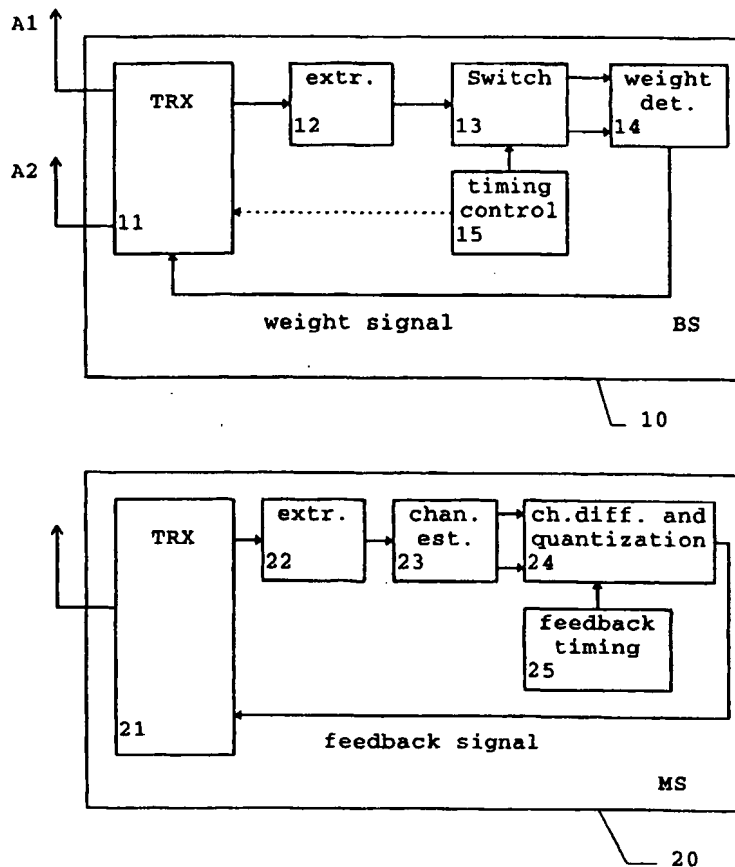 A1
TRX
11
extr.
12
Switch
13
weight
det.
14
A2
timing
control
15
weight signal
BS
10
TRX
21
extr.
22
chan.
est.
23
ch.diff. and
quantization
24
feedback
timing
25
feedback signal
MS
20